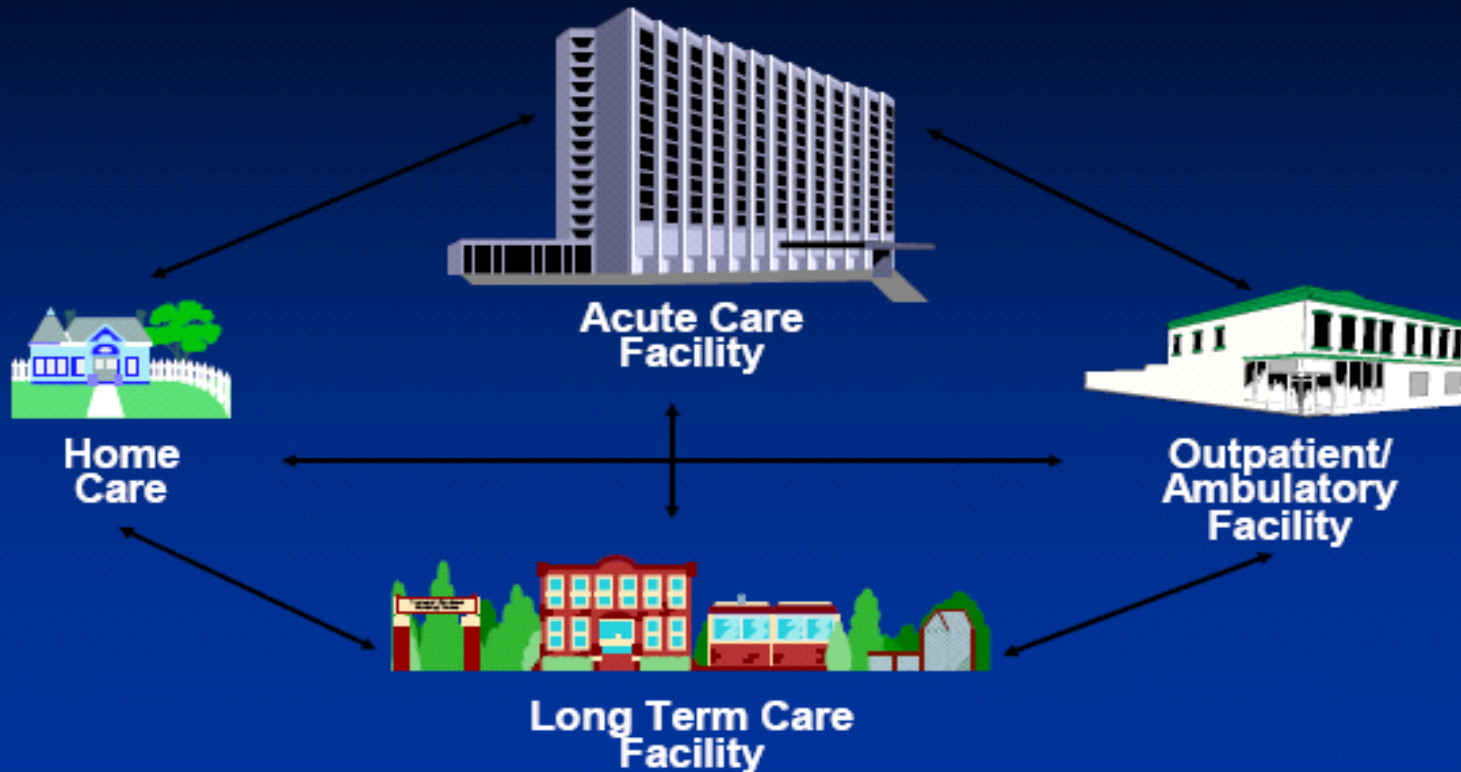 Acute Care
Facility
Home
Care
Outpatient/
Ambulatory
Facility
Long Term Care
Facility